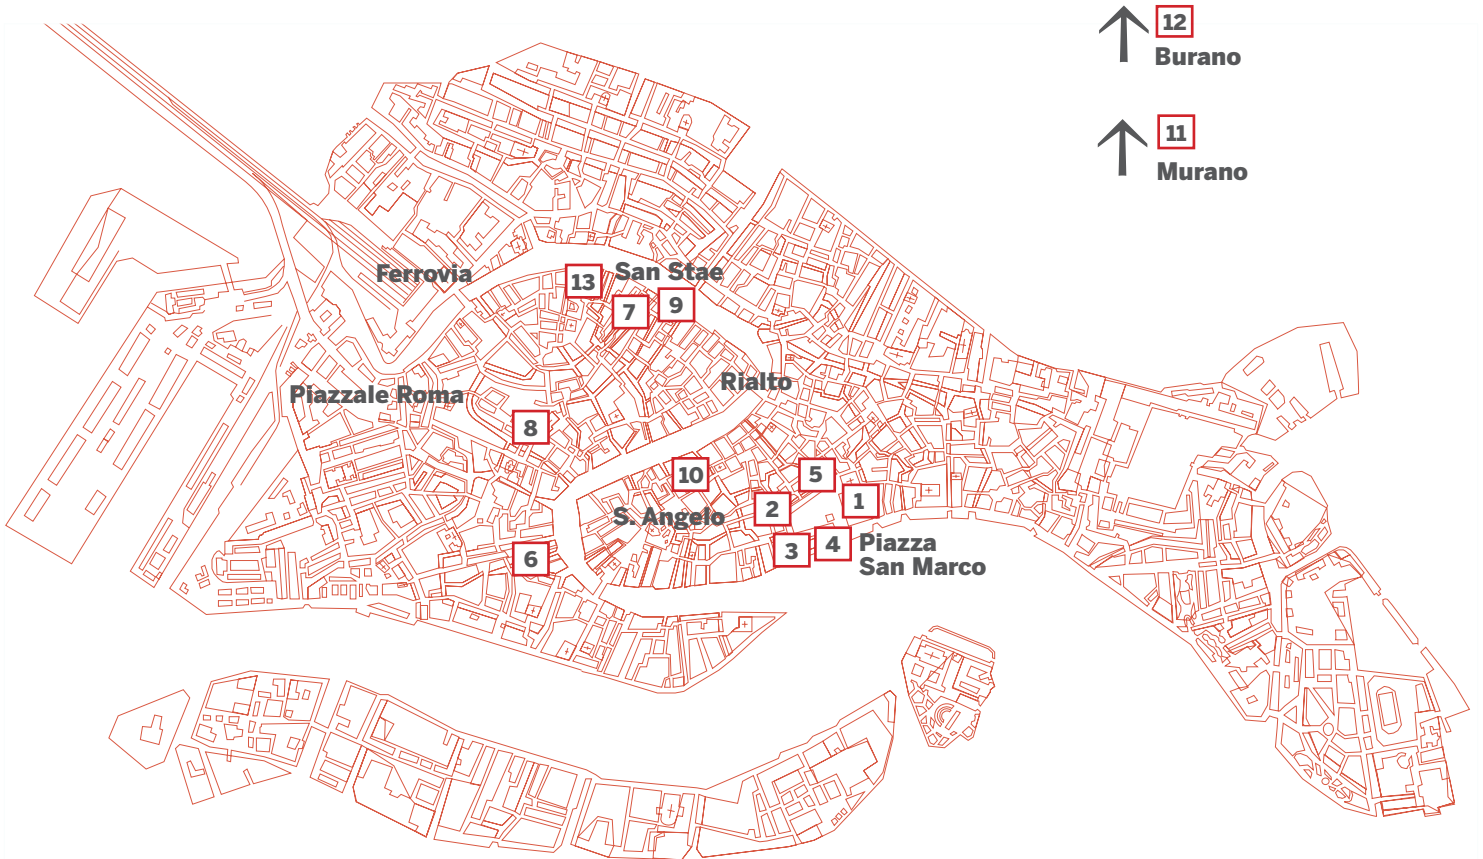 12
Burano
11
Murano
Ferrovia
San Stae
13
7
9
Piazzale Roma
Rialto
8
10
5
S. Angelo
2
1
6
3
4
Piazza
San Marco